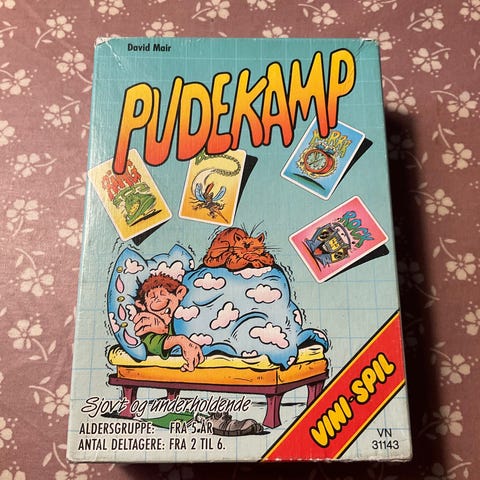 David Mair
PUDEKAMP
ROCK
Sjovt og underholdende
ALDERSGRUPPE: FRA 5 ÅR
ANTAL DELTAGERE: FRA 2 TIL 6.
VINI-SPIL
VN
31143